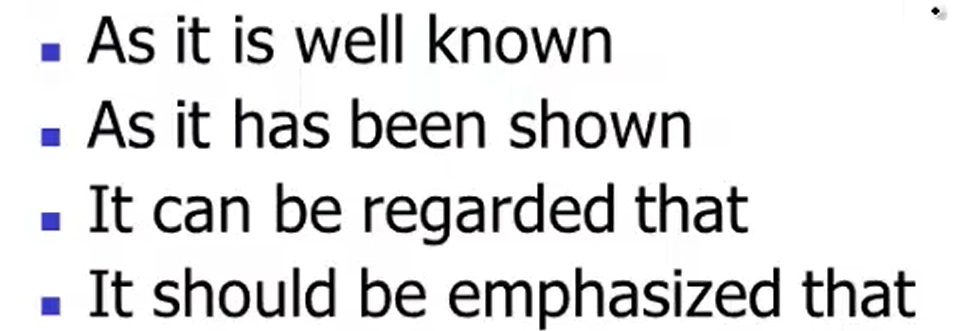 ▪ As it is well known
▪ As it has been shown
▪ It can be regarded that
▪ It should be emphasized that